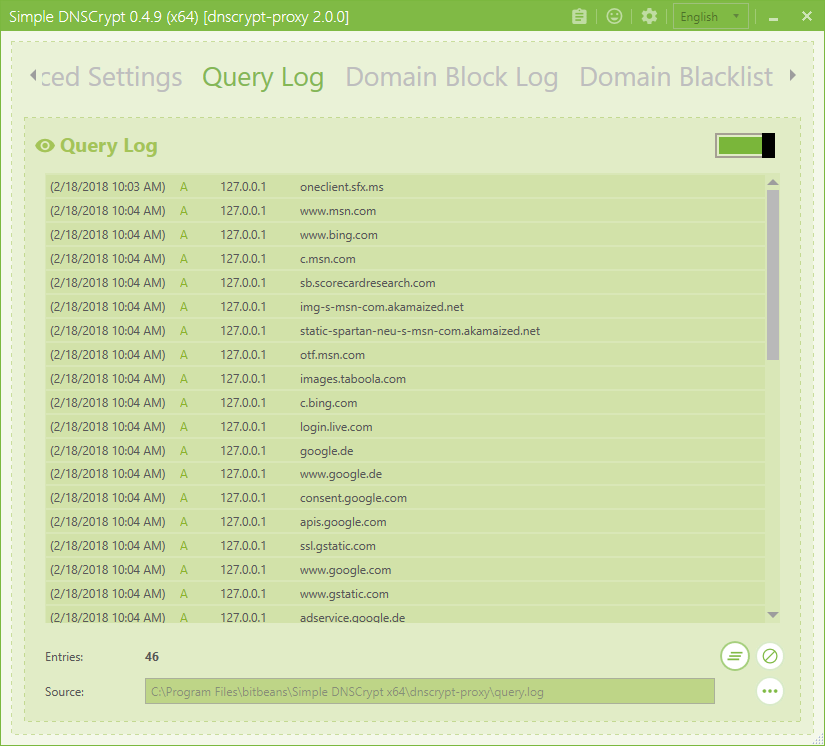 Simple DNSCrypt 0.4.9 (x64) [dnscrypt-proxy 2.0.0] English
ced Settings Query Log Domain Block Log Domain Blacklist
Query Log
(2/18/2018 10:03 AM) A 127.0.0.1 oneclient.sfx.ms
(2/18/2018 10:04 AM) A 127.0.0.1 www.msn.com
(2/18/2018 10:04 AM) A 127.0.0.1 www.bing.com
(2/18/2018 10:04 AM) A 127.0.0.1 c.msn.com
(2/18/2018 10:04 AM) A 127.0.0.1 sb.scorecardresearch.com
(2/18/2018 10:04 AM) A 127.0.0.1 img-s-msn-com.akamaized.net
(2/18/2018 10:04 AM) A 127.0.0.1 static-spartan-neu-s-msn-com.akamaized.net
(2/18/2018 10:04 AM) A 127.0.0.1 otf.msn.com
(2/18/2018 10:04 AM) A 127.0.0.1 images.taboola.com
(2/18/2018 10:04 AM) A 127.0.0.1 c.bing.com
(2/18/2018 10:04 AM) A 127.0.0.1 login.live.com
(2/18/2018 10:04 AM) A 127.0.0.1 google.de
(2/18/2018 10:04 AM) A 127.0.0.1 www.google.de
(2/18/2018 10:04 AM) A 127.0.0.1 consent.google.com
(2/18/2018 10:04 AM) A 127.0.0.1 apis.google.com
(2/18/2018 10:04 AM) A 127.0.0.1 ssl.gstatic.com
(2/18/2018 10:04 AM) A 127.0.0.1 www.google.com
(2/18/2018 10:04 AM) A 127.0.0.1 www.gstatic.com
(2/18/2018 10:04 AM) A 127.0.0.1 adservice.google.de
Entries: 46
Source: C:\Program Files\bitbeans\Simple DNSCrypt x64\dnscrypt-proxy\query.log